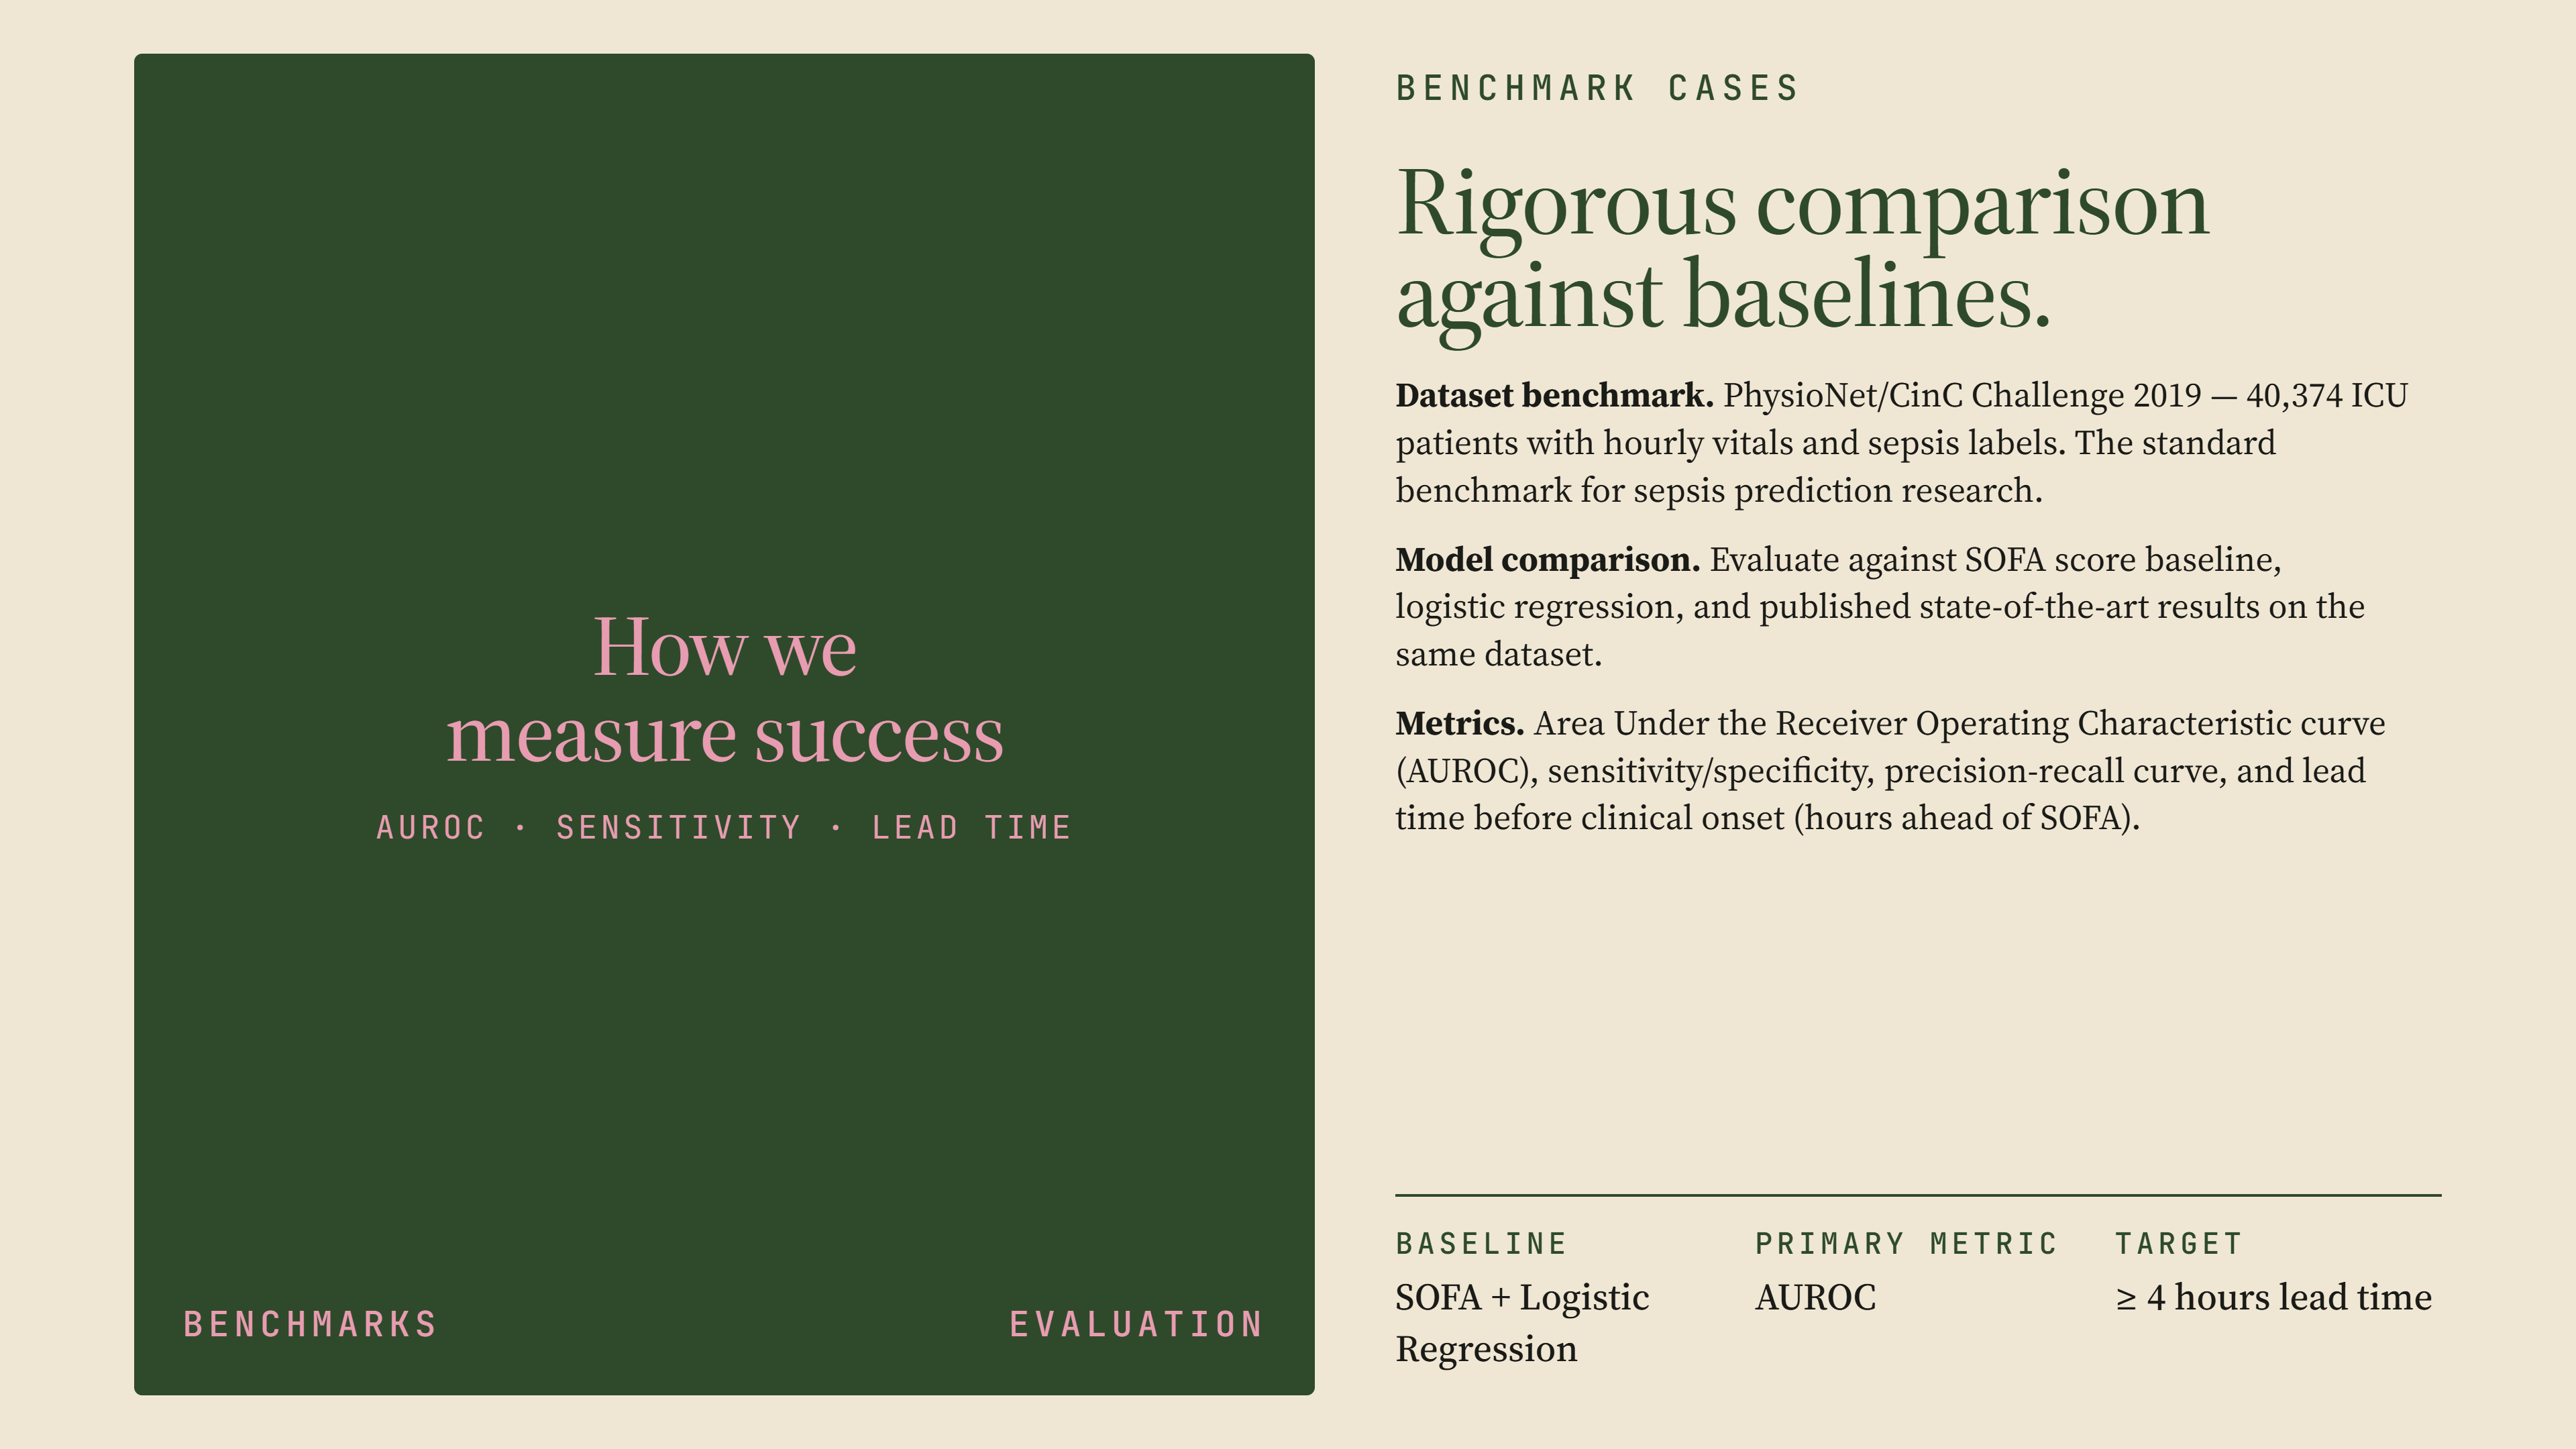 How we
measure success
AUROC · SENSITIVITY · LEAD TIME
BENCHMARKS
EVALUATION
BENCHMARK CASES
Rigorous comparison
against baselines.
Dataset benchmark. PhysioNet/CinC Challenge 2019 — 40,374 ICU
patients with hourly vitals and sepsis labels. The standard
benchmark for sepsis prediction research.
Model comparison. Evaluate against SOFA score baseline,
logistic regression, and published state-of-the-art results on the
same dataset.
Metrics. Area Under the Receiver Operating Characteristic curve
(AUROC), sensitivity/specificity, precision-recall curve, and lead
time before clinical onset (hours ahead of SOFA).
BASELINE
SOFA + Logistic
Regression
PRIMARY METRIC
AUROC
TARGET
≥ 4 hours lead time